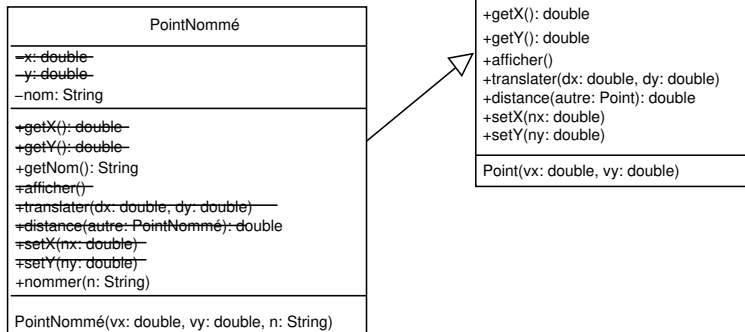 PointNommé
–x: double
–y: double
–nom: String
+getX(): double
+getY(): double
+getNom(): String
+afficher()
+translater(dx: double, dy: double)
+distance(autre: PointNommé): double
+setX(nx: double)
+setY(ny: double)
+nommer(n: String)
PointNommé(vx: double, vy: double, n: String)
+getX(): double
+getY(): double
+afficher()
+translater(dx: double, dy: double)
+distance(autre: Point): double
+setX(nx: double)
+setY(ny: double)
Point(vx: double, vy: double)